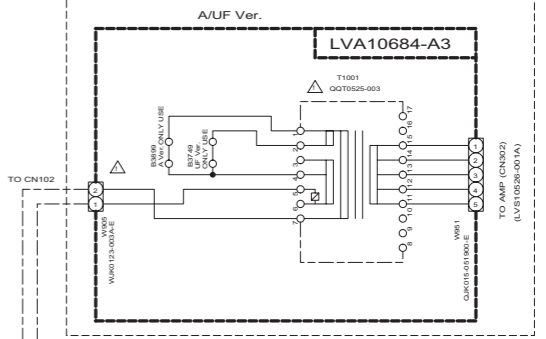 A/UF Ver.
LVA10684-A3
T1001
QQT0525-003
B3899
A Ver. ONLY USE
B3749
UF Ver.
ONLY USE
TO CN102
2
1
W905
WJK0123-003A-E
1
2
3
4
5
6
7
17
16
15
14
13
12
11
10
9
8
1
2
3
4
5
W951
QJK015-051900-E
TO AMP. (CN302)
(LVS10526-001A)